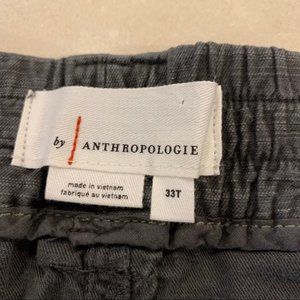 by ANTHROPOLOGIE
made in vietnam
fabriqué au vietnam
33T